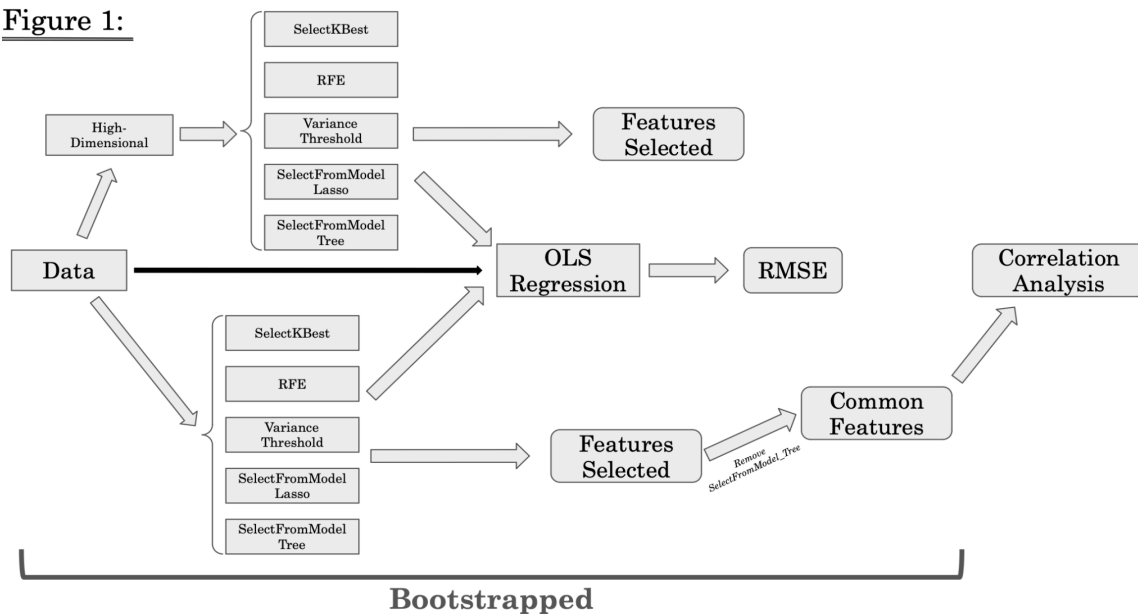 Figure 1:
SelectKBest
RFE
Variance
Threshold
SelectFromModel
Lasso
SelectFromModel
Tree
High-
Dimensional
Features
Selected
Data
OLS
Regression
RMSE
Correlation
Analysis
SelectKBest
RFE
Variance
Threshold
SelectFromModel
Lasso
SelectFromModel
Tree
Features
Selected
Remove
SelectFromModel_Tree
Common
Features
Bootstrapped